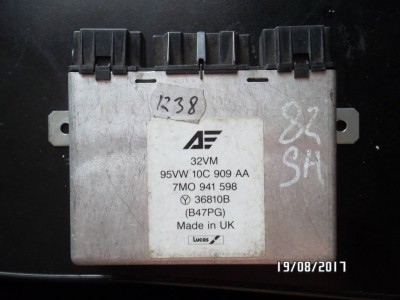 1238
AE
32VM
95VW 10C 909 AA
7MO 941 598
Ⓨ 36810B
(B47PG)
Made in UK
Lucas
82
SH
19/08/2017